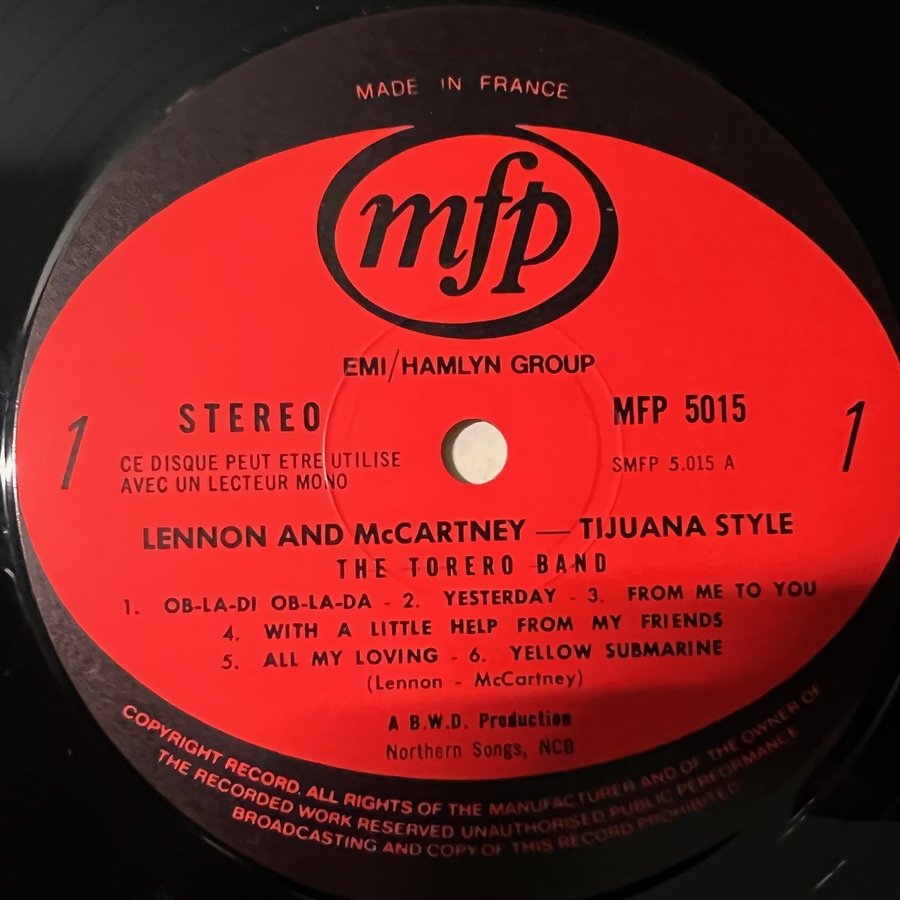 MADE IN FRANCE
mfp
EMI/HAMLYN GROUP
STEREO
MFP 5015
1
1
CE DISQUE PEUT ETRE UTILISE
AVEC UN LECTEUR MONO
SMFP 5.015 A
LENNON AND McCARTNEY — TIJUANA STYLE
THE TORERO BAND
1. OB-LA-DI OB-LA-DA - 2. YESTERDAY - 3. FROM ME TO YOU
4. WITH A LITTLE HELP FROM MY FRIENDS
5. ALL MY LOVING - 6. YELLOW SUBMARINE
(Lennon - McCartney)
A B.W.D. Production
Northern Songs, NCB
COPYRIGHT RECORD. ALL RIGHTS OF THE MANUFACTURER AND OF THE OWNER OF
THE RECORDED WORK RESERVED UNAUTHORISED PUBLIC PERFORMANCE
BROADCASTING AND COPY OF THIS RECORD PROHIBITED